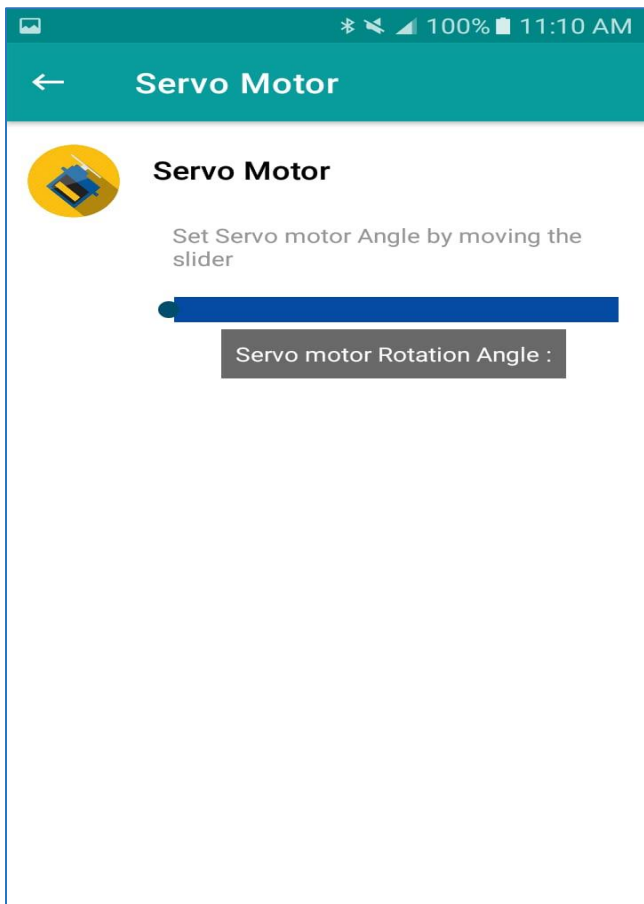 100% 11:10 AM
Servo Motor
Servo Motor
Set Servo motor Angle by moving the
slider
Servo motor Rotation Angle :